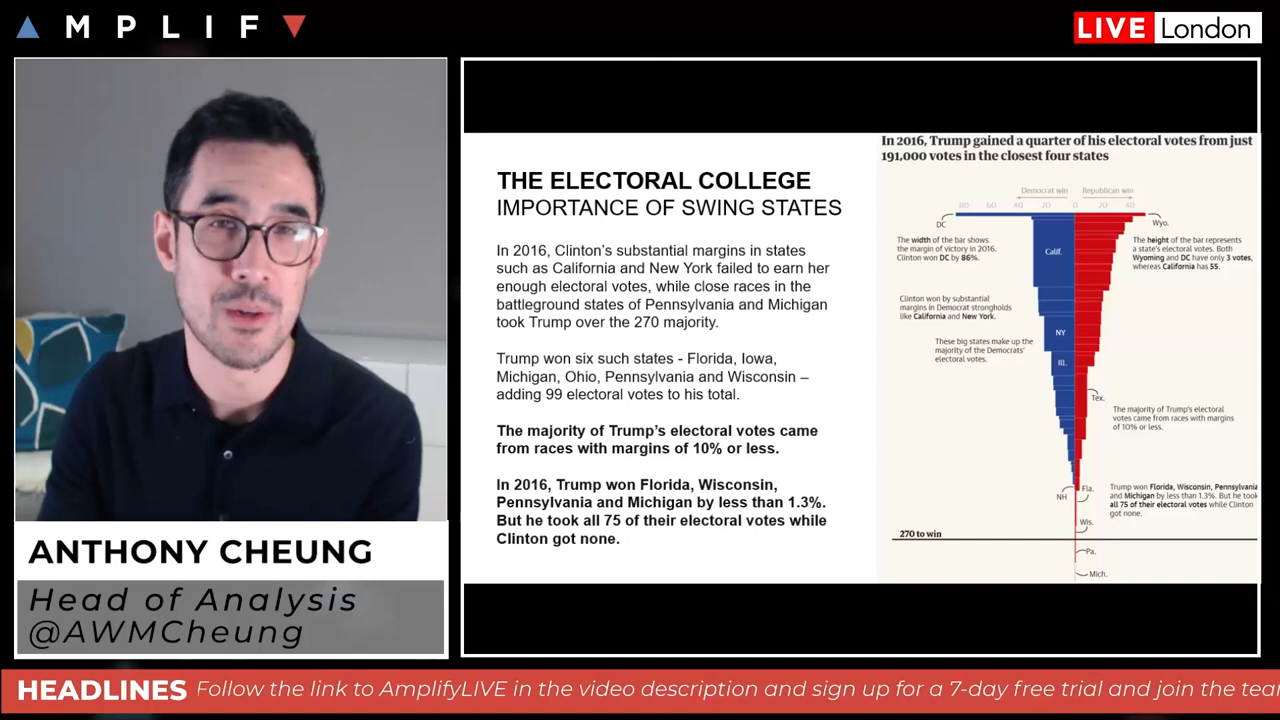 AMPLIFY
LIVE London
ANTHONY CHEUNG
Head of Analysis
@AWMCheung
THE ELECTORAL COLLEGE
IMPORTANCE OF SWING STATES
In 2016, Clinton's substantial margins in states
such as California and New York failed to earn her
enough electoral votes, while close races in the
battleground states of Pennsylvania and Michigan
took Trump over the 270 majority.
Trump won six such states - Florida, Iowa,
Michigan, Ohio, Pennsylvania and Wisconsin –
adding 99 electoral votes to his total.
The majority of Trump's electoral votes came
from races with margins of 10% or less.
In 2016, Trump won Florida, Wisconsin,
Pennsylvania and Michigan by less than 1.3%.
But he took all 75 of their electoral votes while
Clinton got none.
In 2016, Trump gained a quarter of his electoral votes from just
191,000 votes in the closest four states
Democrat win Republican win
80 60 40 20 0 20 40
DC
Wyo.
The width of the bar shows
the margin of victory in 2016.
Clinton won DC by 86%.
Calif.
The height of the bar represents
a state's electoral votes. Both
Wyoming and DC have only 3 votes,
whereas California has 55.
Clinton won by substantial
margins in Democrat strongholds
like California and New York.
NY
These big states make up the
majority of the Democrats'
electoral votes.
Ill.
Tex.
The majority of Trump's electoral
votes came from races with margins
of 10% or less.
NH
Fla.
Trump won Florida, Wisconsin, Pennsylvania
and Michigan by less than 1.3%. But he took
all 75 of their electoral votes while Clinton
got none.
Wis.
270 to win
Pa.
Mich.
HEADLINES Follow the link to AmplifyLIVE in the video description and sign up for a 7-day free trial and join the tea